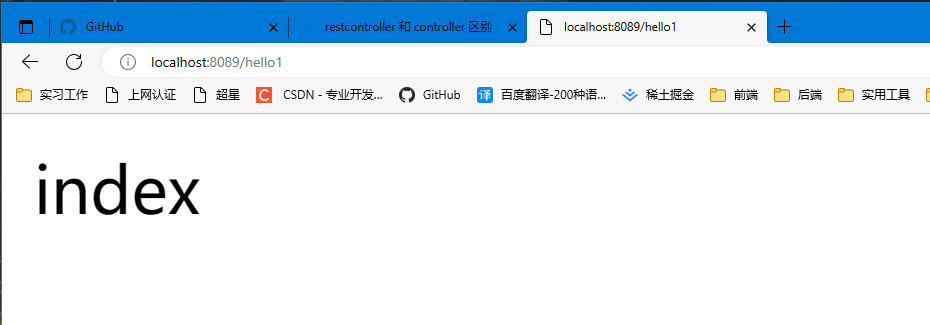 GitHub restcontroller 和 controller 区别 localhost:8089/hello1
localhost:8089/hello1
实习工作 上网认证 超星 C CSDN - 专业开发... GitHub 译 百度翻译-200种语... 稀土掘金 前端 后端 实用工具
index